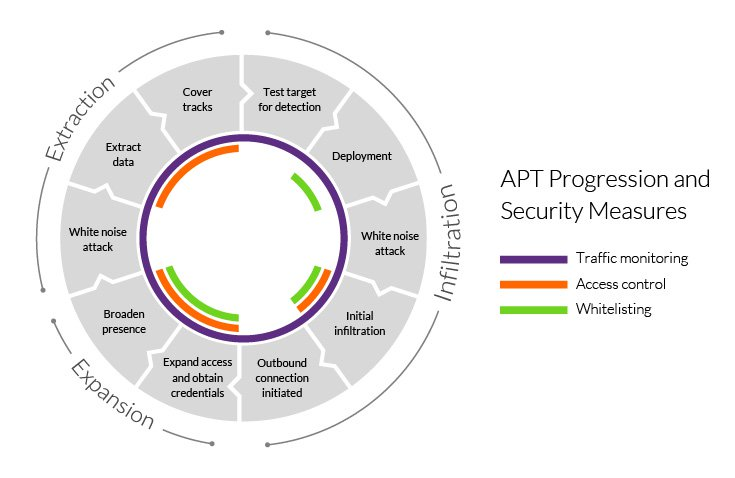 APT Progression and
Security Measures
Traffic monitoring
Access control
Whitelisting
Infiltration
Test target
for detection
Deployment
White noise
attack
Initial
infiltration
Outbound
connection
initiated
Expansion
Expand access
and obtain
credentials
Broaden
presence
Extraction
White noise
attack
Extract
data
Cover
tracks